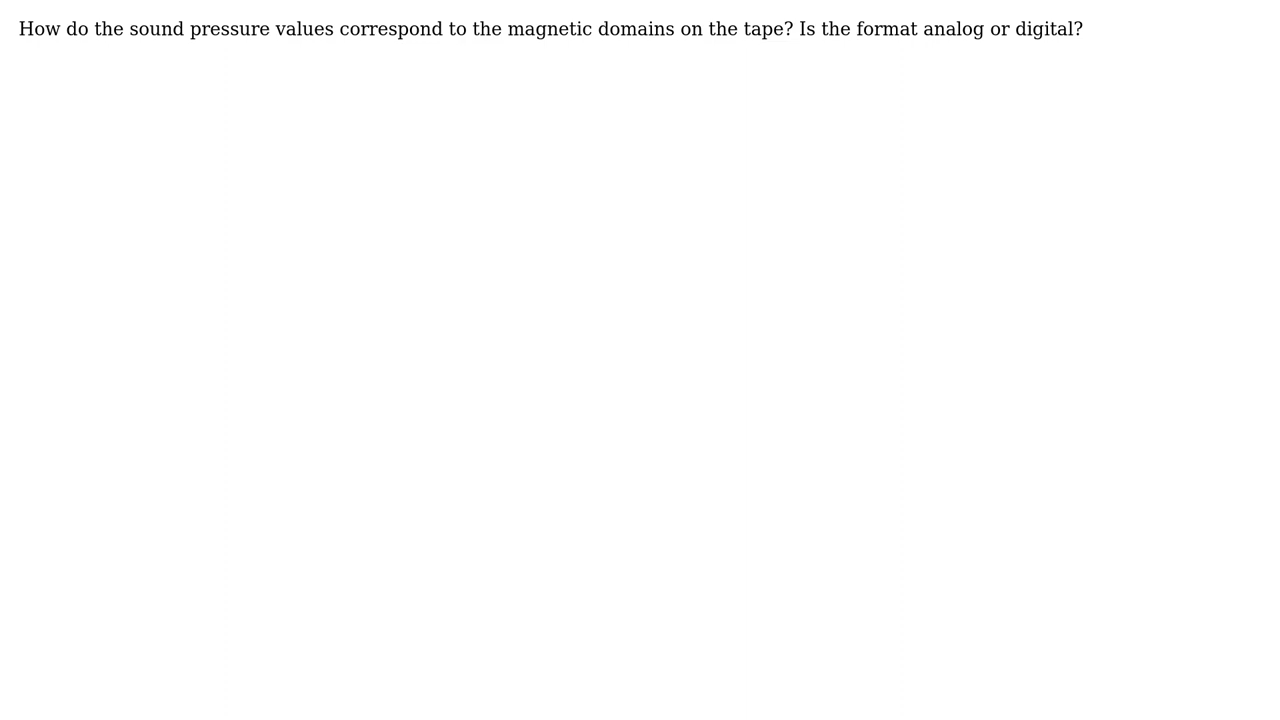 How do the sound pressure values correspond to the magnetic domains on the tape? Is the format analog or digital?